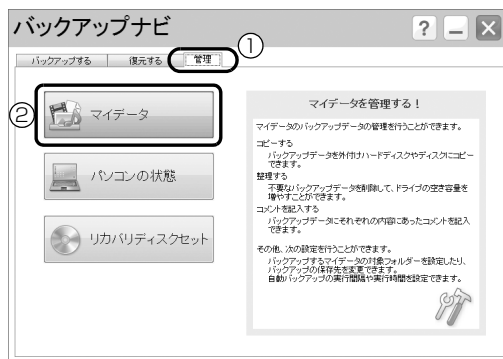 バックアップナビ
?
バックアップする 復元する 管理
①
②
マイデータ
パソコンの状態
リカバリディスクセット
マイデータを管理する！
マイデータのバックアップデータの管理を行うことができます。
コピーする
バックアップデータを外付けハードディスクやディスクにコピー
できます。
整理する
不要なバックアップデータを削除して、ドライブの空き容量を
増やすことができます。
コメントを記入する
バックアップデータにそれぞれの内容にあったコメントを記入
できます。
その他、次の設定を行うことができます。
バックアップするマイデータの対象フォルダーを設定したり、
バックアップの保存先を変更できます。
自動バックアップの実行間隔や実行時間を設定できます。